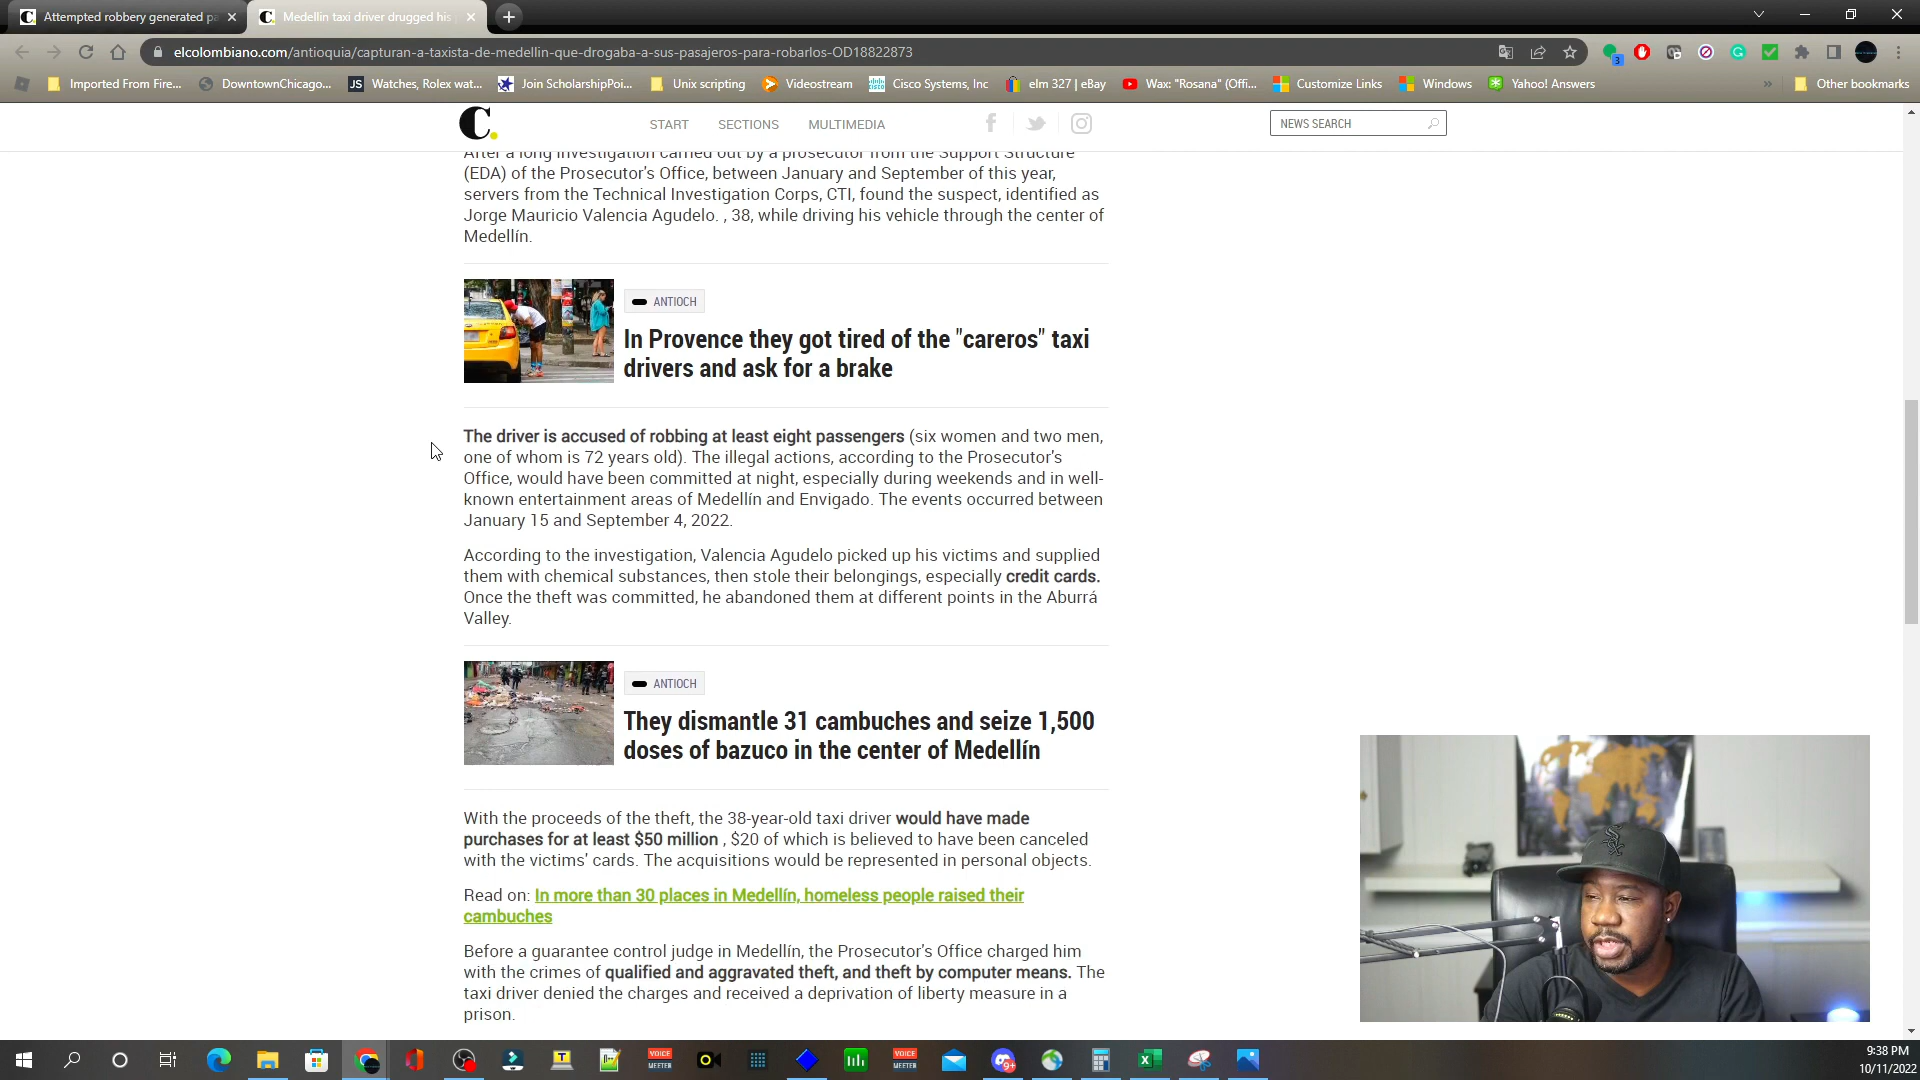 Attempted robbery generated pa
Medellin taxi driver drugged his
elcolombiano.com/antioquia/capturan-a-taxista-de-medellin-que-drogaba-a-sus-pasajeros-para-robarlos-OD18822873
3
Imported From Fire...
DowntownChicago...
JS Watches, Rolex wat...
Join ScholarshipPoi...
Unix scripting
Videostream
Cisco Systems, Inc
elm 327 | eBay
Wax: "Rosana" (Offi...
Customize Links
Windows
Yahoo! Answers
»
Other bookmarks
C.
START
SECTIONS
MULTIMEDIA
NEWS SEARCH
After a long investigation carried out by a prosecutor from the Support Structure
(EDA) of the Prosecutor's Office, between January and September of this year,
servers from the Technical Investigation Corps, CTI, found the suspect, identified as
Jorge Mauricio Valencia Agudelo. , 38, while driving his vehicle through the center of
Medellín.
ANTIOCH
In Provence they got tired of the "careros" taxi
drivers and ask for a brake
The driver is accused of robbing at least eight passengers (six women and two men,
one of whom is 72 years old). The illegal actions, according to the Prosecutor's
Office, would have been committed at night, especially during weekends and in well-
known entertainment areas of Medellín and Envigado. The events occurred between
January 15 and September 4, 2022.
According to the investigation, Valencia Agudelo picked up his victims and supplied
them with chemical substances, then stole their belongings, especially credit cards.
Once the theft was committed, he abandoned them at different points in the Aburrá
Valley.
ANTIOCH
They dismantle 31 cambuches and seize 1,500
doses of bazuco in the center of Medellín
With the proceeds of the theft, the 38-year-old taxi driver would have made
purchases for at least $50 million , $20 of which is believed to have been canceled
with the victims' cards. The acquisitions would be represented in personal objects.
Read on: In more than 30 places in Medellín, homeless people raised their
cambuches
Before a guarantee control judge in Medellín, the Prosecutor's Office charged him
with the crimes of qualified and aggravated theft, and theft by computer means. The
taxi driver denied the charges and received a deprivation of liberty measure in a
prison.
VOICE
MEETER
VOICE
MEETER
9+
9:38 PM
10/11/2022